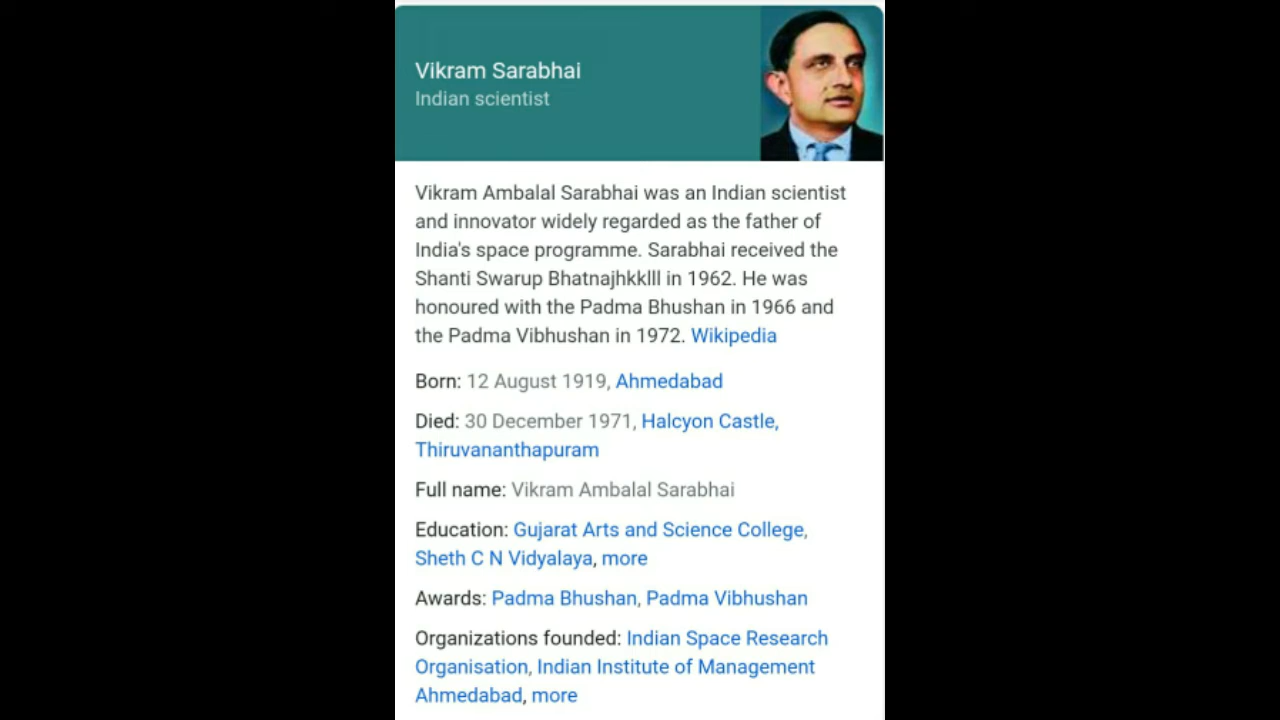 Vikram Sarabhai
Indian scientist
Vikram Ambalal Sarabhai was an Indian scientist
and innovator widely regarded as the father of
India's space programme. Sarabhai received the
Shanti Swarup Bhatnajhkklll in 1962. He was
honoured with the Padma Bhushan in 1966 and
the Padma Vibhushan in 1972. Wikipedia
Born: 12 August 1919, Ahmedabad
Died: 30 December 1971, Halcyon Castle,
Thiruvananthapuram
Full name: Vikram Ambalal Sarabhai
Education: Gujarat Arts and Science College,
Sheth C N Vidyalaya, more
Awards: Padma Bhushan, Padma Vibhushan
Organizations founded: Indian Space Research
Organisation, Indian Institute of Management
Ahmedabad, more